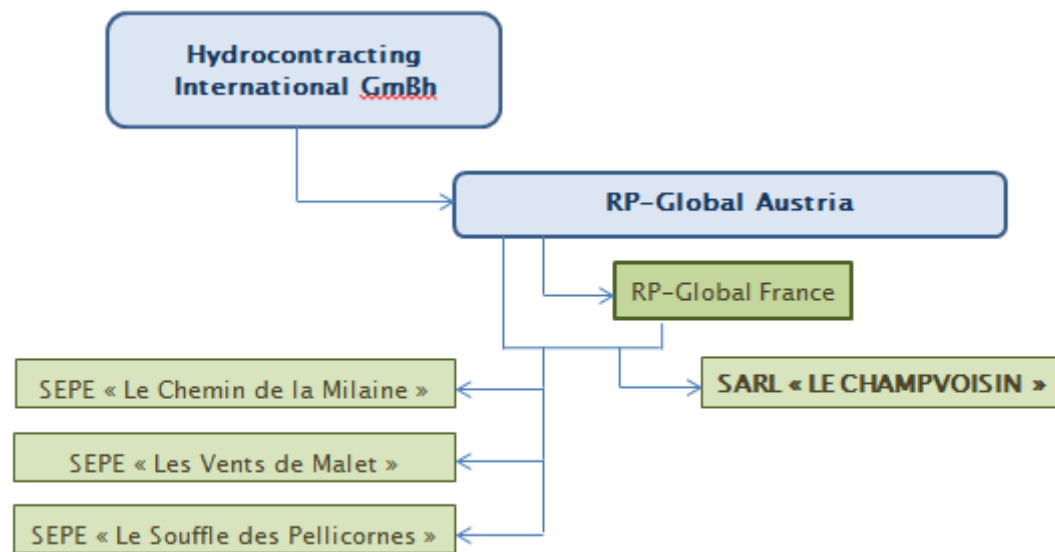 Hydrocontracting
International GmBh
RP-Global Austria
RP-Global France
SEPE « Le Chemin de la Milaine »
SARL « LE CHAMPVOISIN »
SEPE « Les Vents de Malet »
SEPE « Le Souffle des Pellicornes »